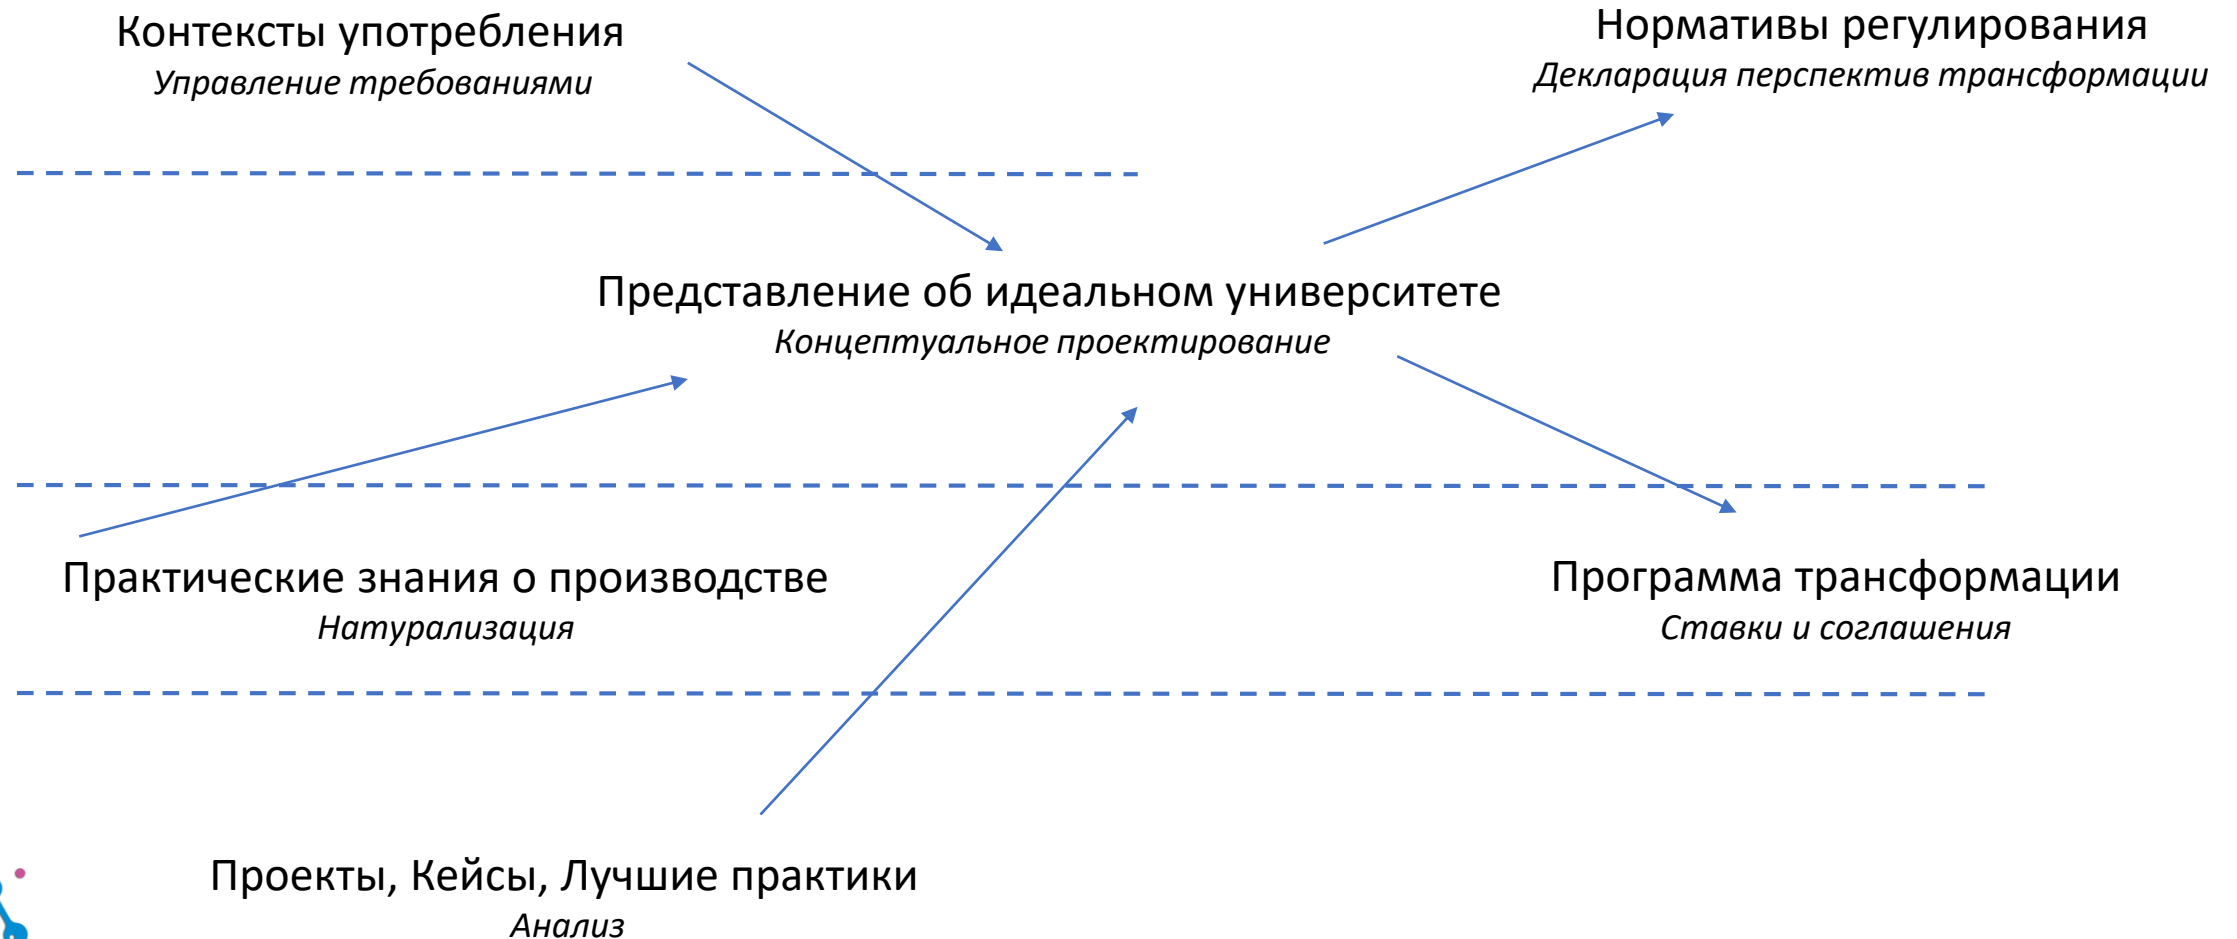 Контексты употребления
Управление требованиями
Нормативы регулирования
Декларация перспектив трансформации
Представление об идеальном университете
Концептуальное проектирование
Практические знания о производстве
Натурализация
Программа трансформации
Ставки и соглашения
Проекты, Кейсы, Лучшие практики
Анализ